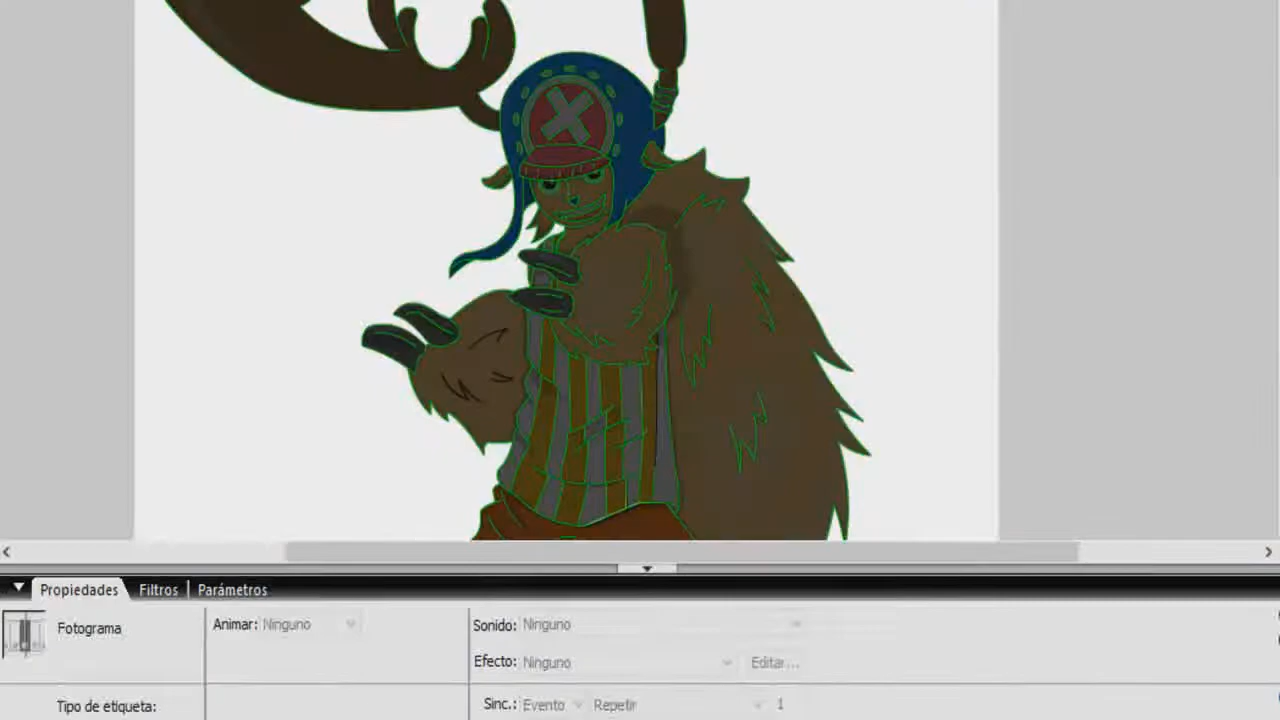 Propiedades Filtros Parámetros
Fotograma Animar: Ninguno Sonido: Ninguno
Efecto: Ninguno Editar...
Tipo de etiqueta: Sinc.: Evento Repetir 1